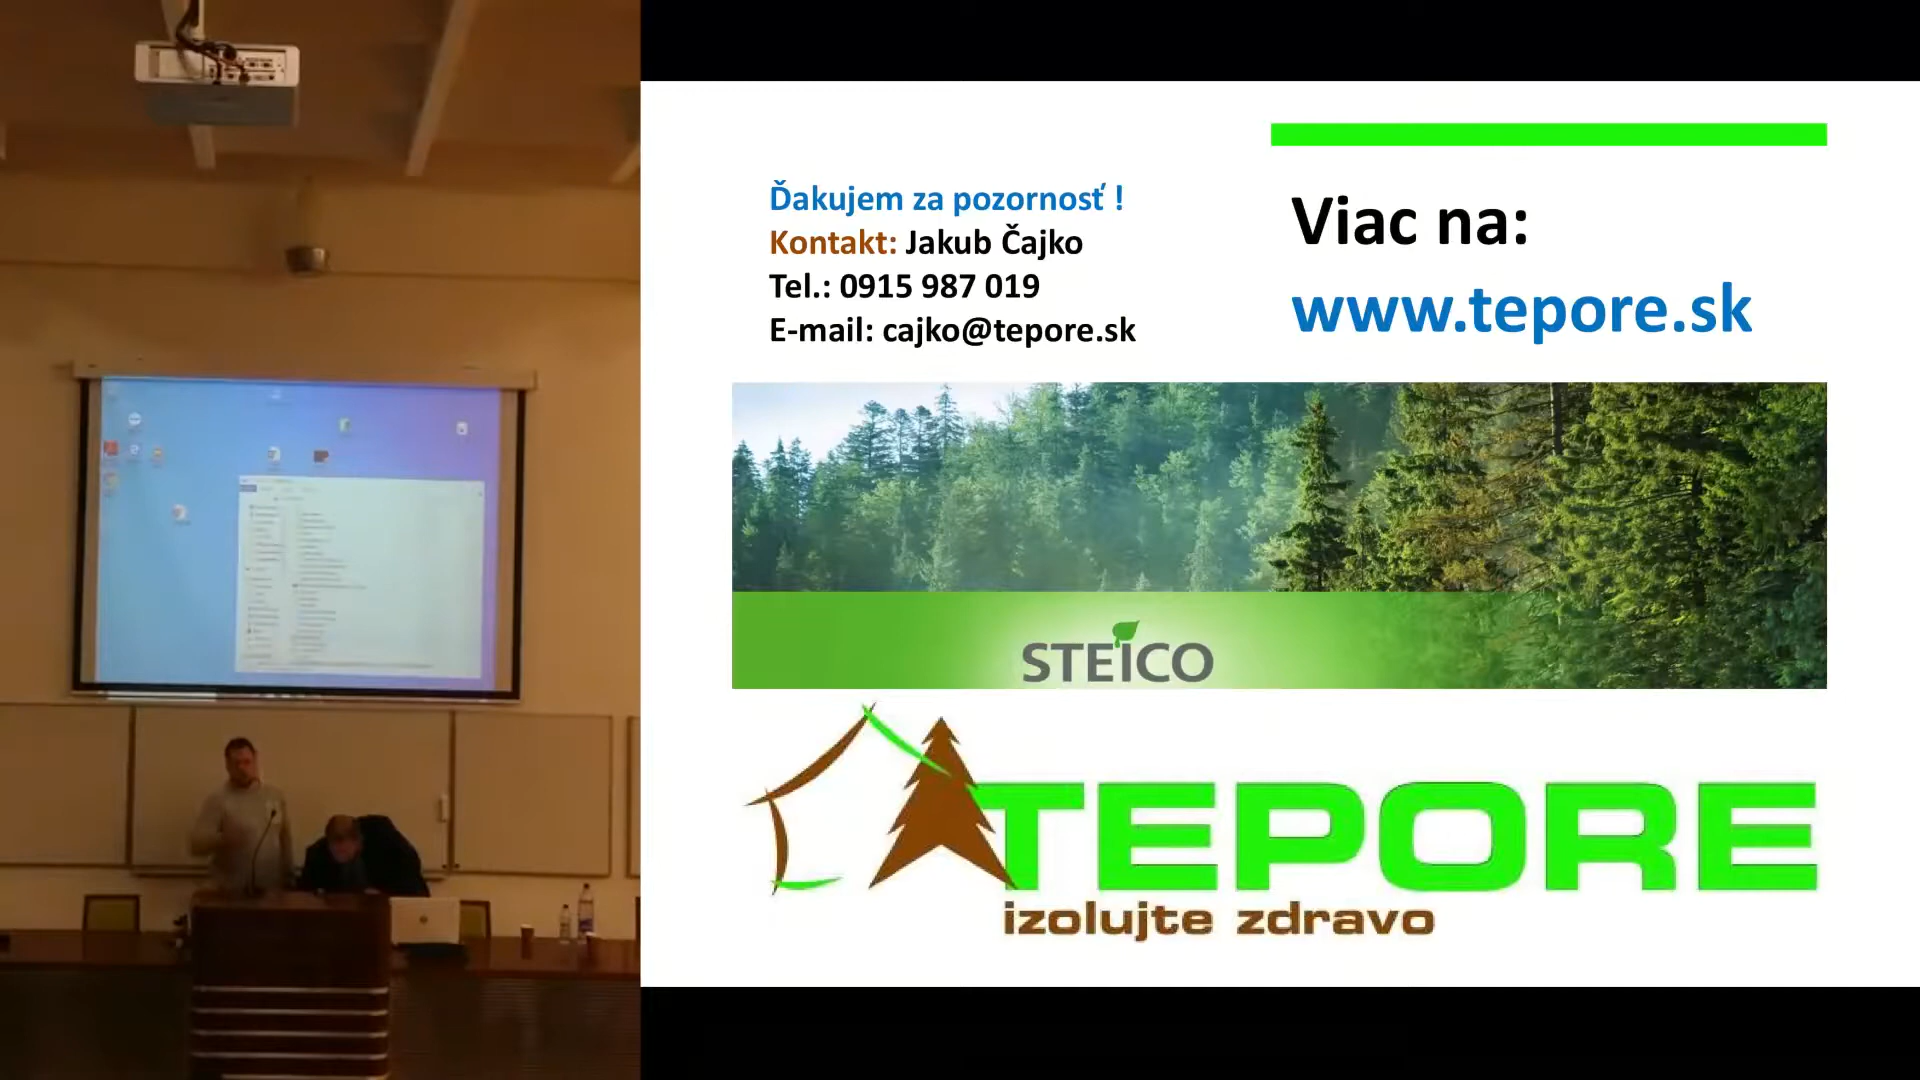 Ďakujem za pozornosť !
Kontakt: Jakub Čajko
Tel.: 0915 987 019
E-mail: cajko@tepore.sk
Viac na:
www.tepore.sk
STEICO
TEPORE
izolujte zdravo